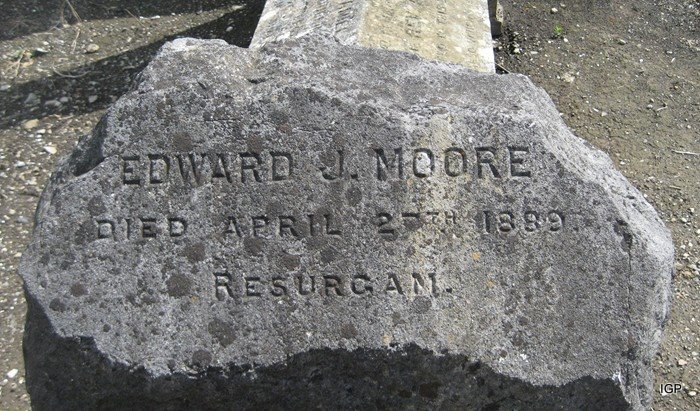 EDWARD J. MOORE
DIED APRIL 27TH 1889.
RESURGAM.
IGP